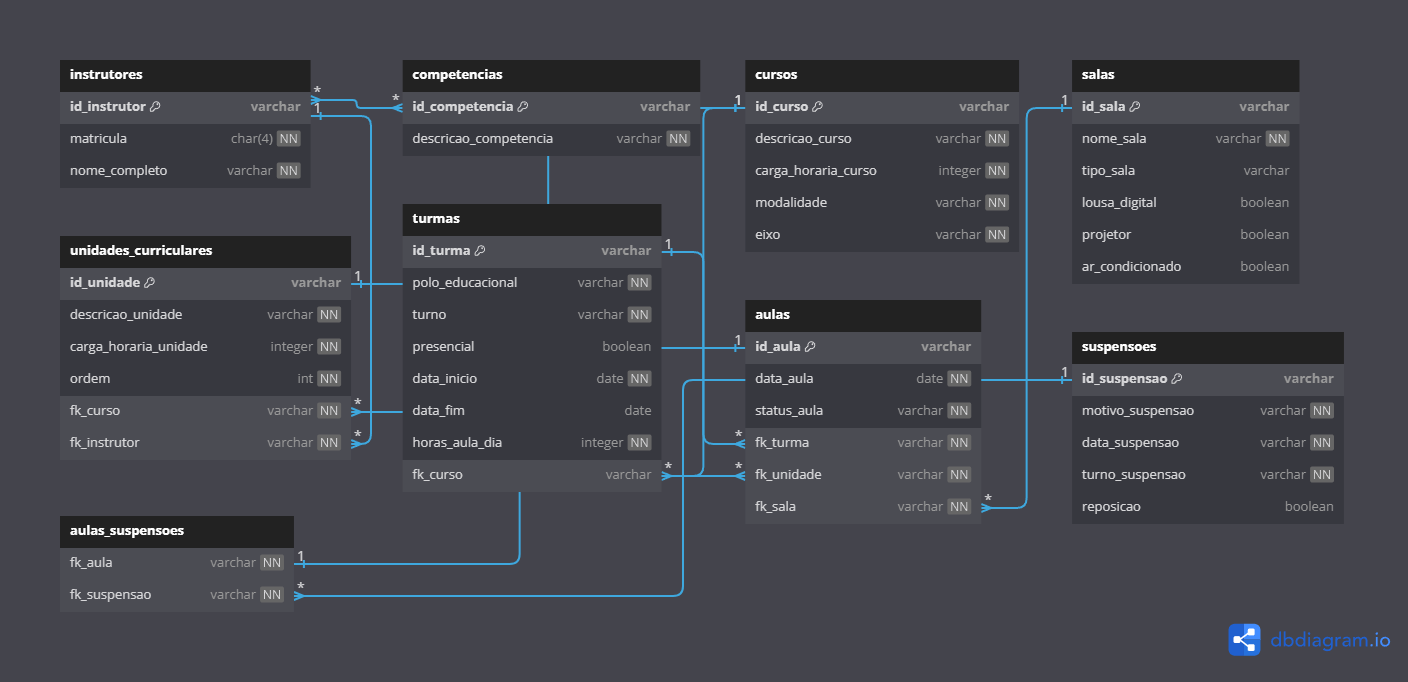 instrutores
id_instrutor varchar
matricula char(4) NN
nome_completo varchar NN
* 1
competencias
* id_competencia varchar
descricao_competencia varchar NN
cursos
1 id_curso varchar
descricao_curso varchar NN
carga_horaria_curso integer NN
modalidade varchar NN
eixo varchar NN
salas
1 id_sala varchar
nome_sala varchar NN
tipo_sala varchar
lousa_digital boolean
projetor boolean
ar_condicionado boolean
unidades_curriculares
id_unidade varchar 1
descricao_unidade varchar NN
carga_horaria_unidade integer NN
ordem int NN
fk_curso varchar NN *
fk_instrutor varchar NN *
turmas
id_turma varchar 1
polo_educacional varchar NN
turno varchar NN
presencial boolean
data_inicio date NN
data_fim date
horas_aula_dia integer NN
fk_curso varchar *
aulas
1 id_aula varchar
data_aula date NN
status_aula varchar NN
* fk_turma varchar NN
* fk_unidade varchar NN
fk_sala varchar NN *
suspensoes
1 id_suspensao varchar
motivo_suspensao varchar NN
data_suspensao varchar NN
turno_suspensao varchar NN
reposicao boolean
aulas_suspensoes
fk_aula varchar NN 1
fk_suspensao varchar NN *
dbdiagram.io